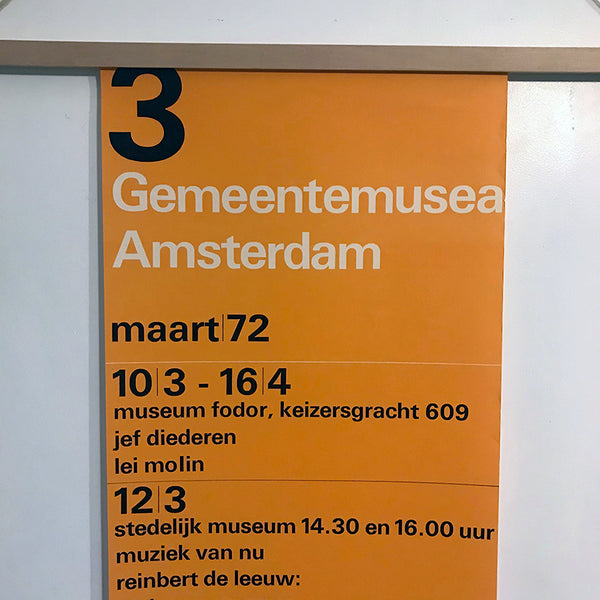 3
Gemeentemusea
Amsterdam
maart|72
10|3 - 16|4
museum fodor, keizersgracht 609
jef diederen
lei molin
12|3
stedelijk museum 14.30 en 16.00 uur
muziek van nu
reinbert de leeuw: